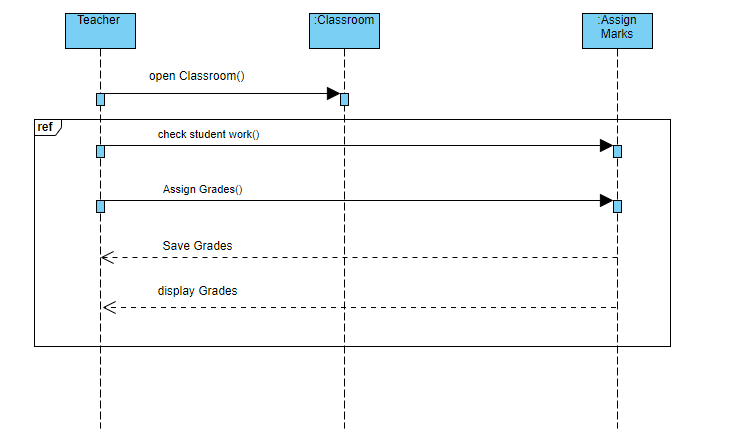 Teacher
:Classroom
:Assign
Marks
open Classroom()
ref
check student work()
Assign Grades()
Save Grades
display Grades